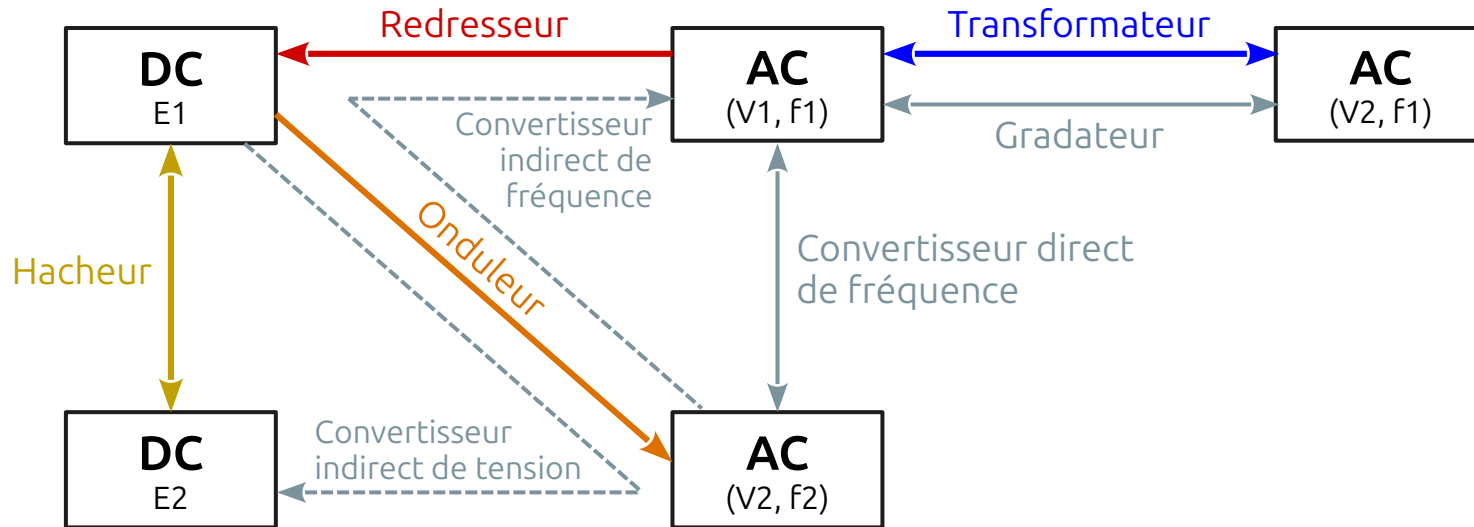 Redresseur
Transformateur
DC
E1
AC
(V1, f1)
AC
(V2, f1)
Convertisseur
indirect de
fréquence
Gradateur
Onduleur
Hacheur
Convertisseur direct
de fréquence
DC
E2
Convertisseur
indirect de tension
AC
(V2, f2)